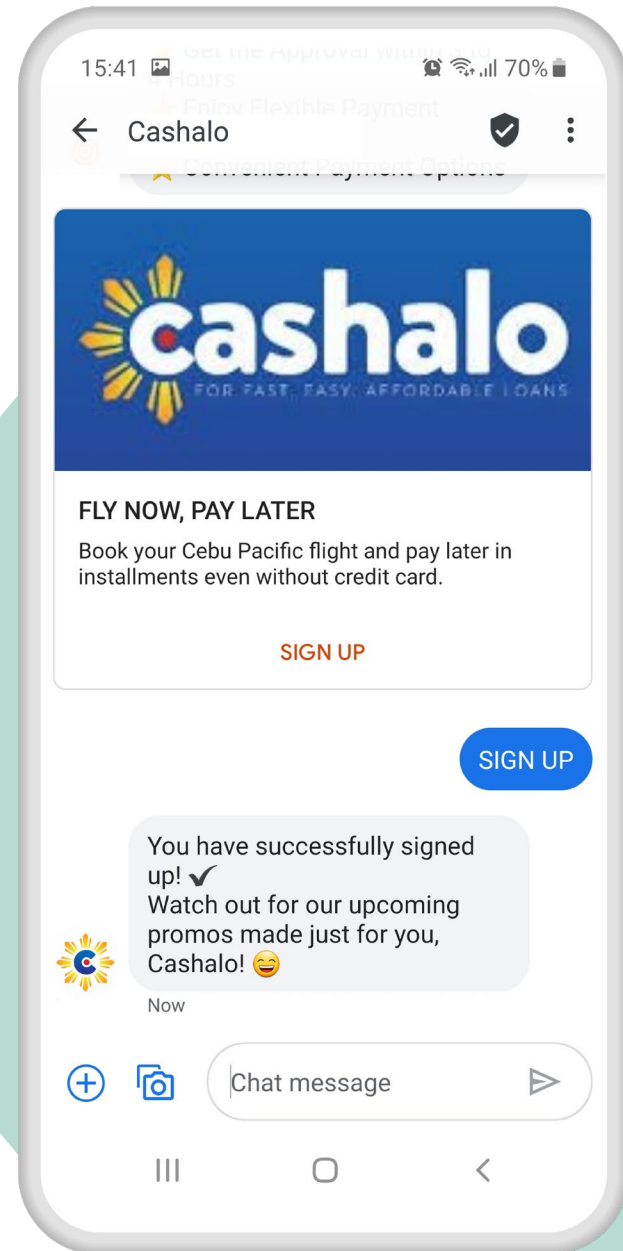 15:41
70%
Get the Approval within 3 to
4 Hours
Enjoy Flexible Payment
Cashalo
Convenient Payment Options
cashalo
FOR FAST, EASY, AFFORDABLE LOANS
FLY NOW, PAY LATER
Book your Cebu Pacific flight and pay later in
installments even without credit card.
SIGN UP
SIGN UP
You have successfully signed
up! ✔
Watch out for our upcoming
promos made just for you,
Cashalo! 😄
Now
Chat message